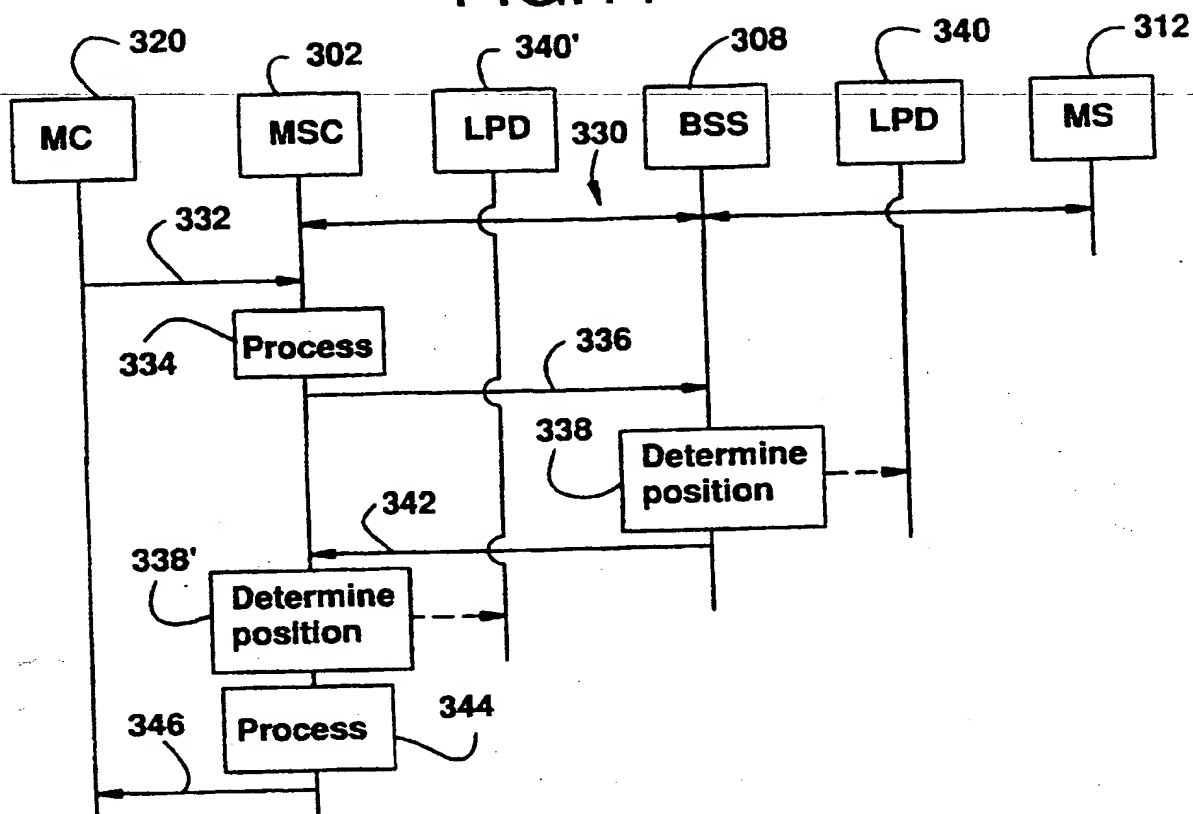 320
302
340'
308
340
312
MC
MSC
LPD
BSS
LPD
MS
330
332
334
Process
336
338
Determine
position
342
338'
Determine
position
Process
344
346